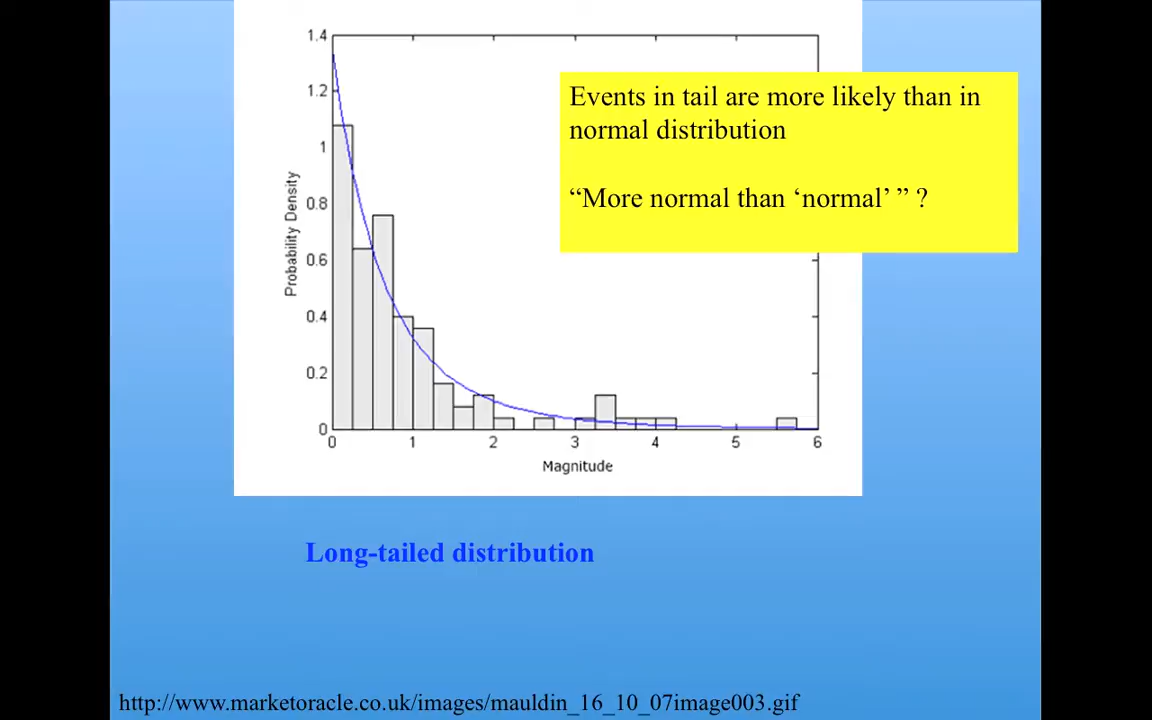 1.4
1.2
1
0.8
0.6
0.4
0.2
0
Probability Density
0 1 2 3 4 5 6
Magnitude
Events in tail are more likely than in
normal distribution
“More normal than ‘normal’ ” ?
Long-tailed distribution
http://www.marketoracle.co.uk/images/mauldin_16_10_07image003.gif